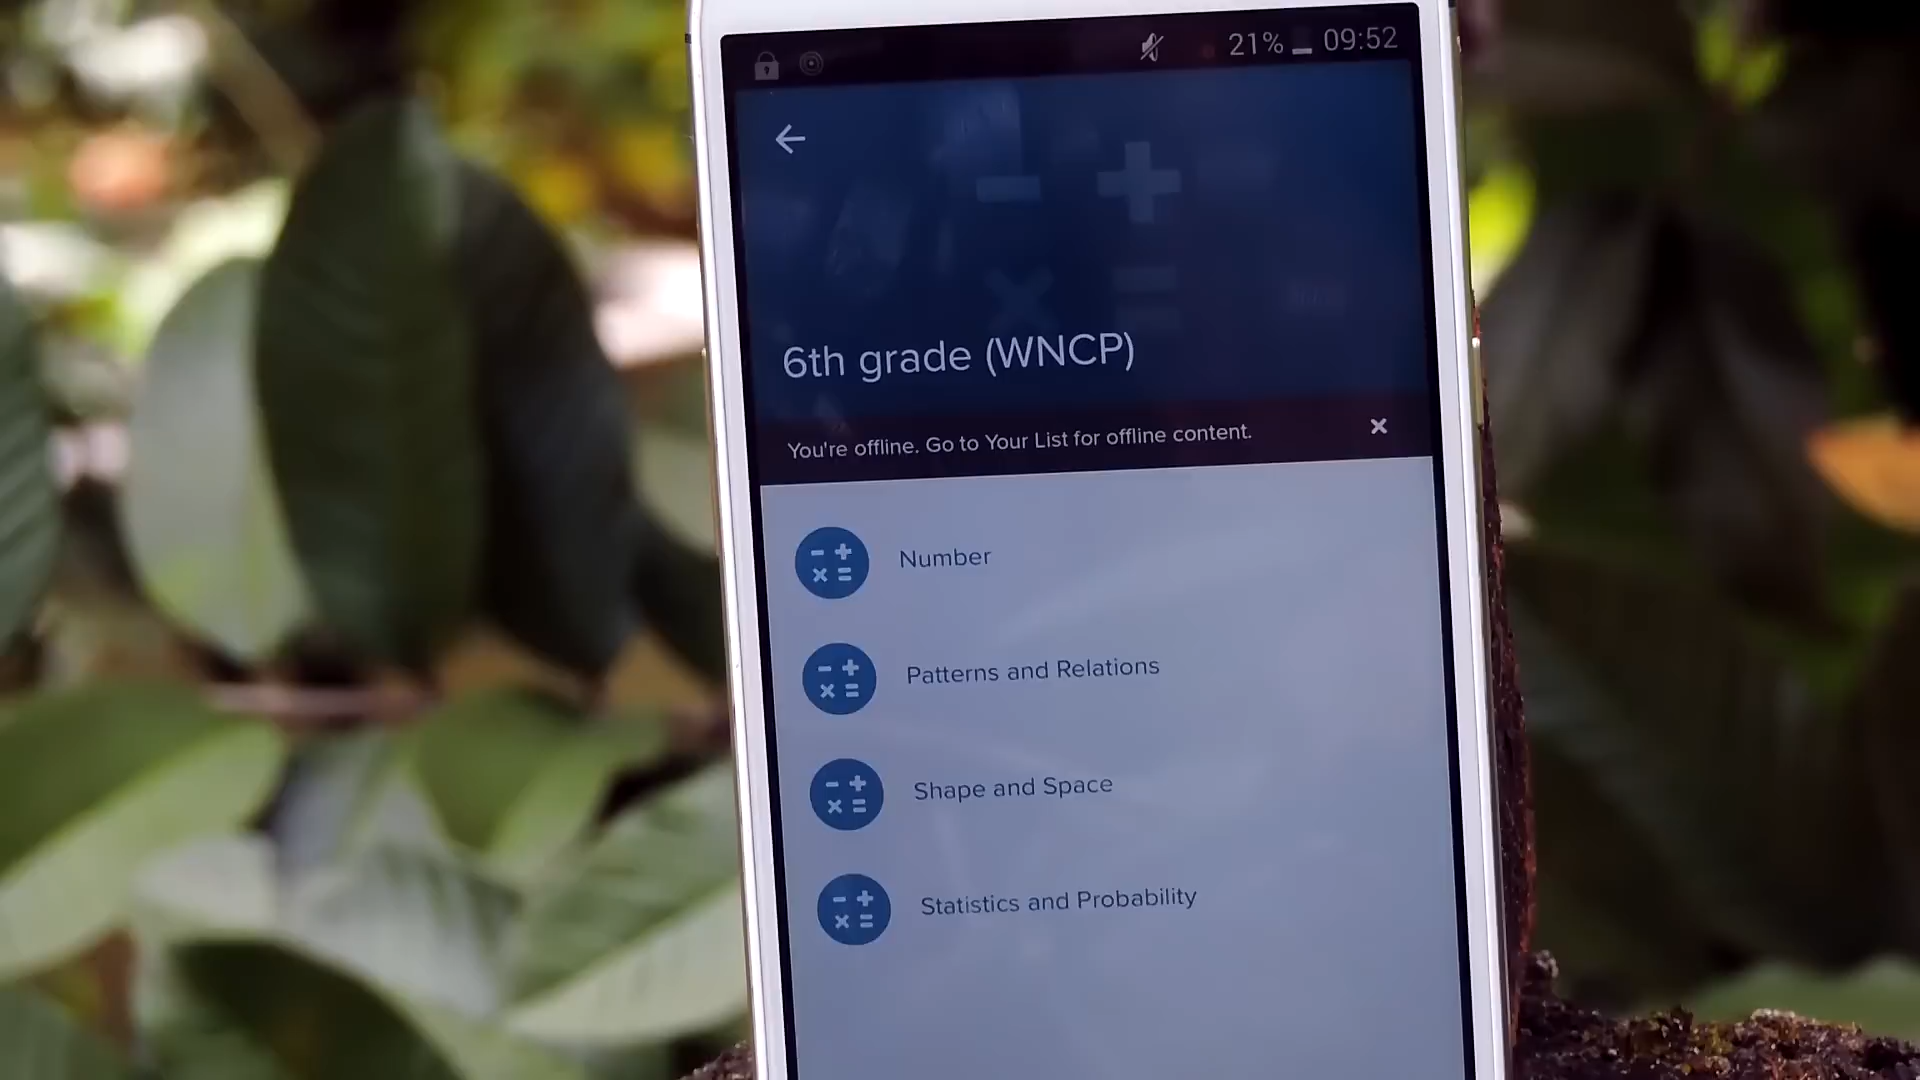 21% 09:52
6th grade (WNCP)
You're offline. Go to Your List for offline content.
Number
Patterns and Relations
Shape and Space
Statistics and Probability